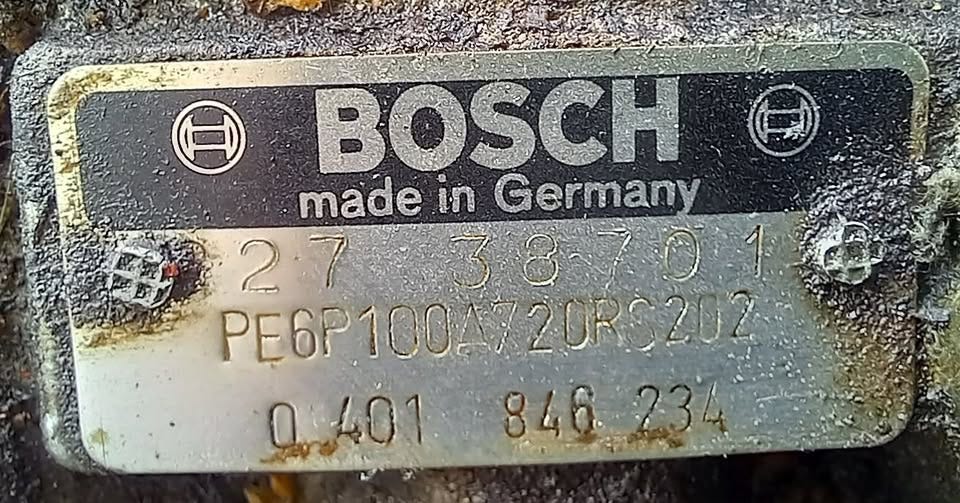 BOSCH
made in Germany
27 38701
PE6P100A720RS202
0 401 846 234